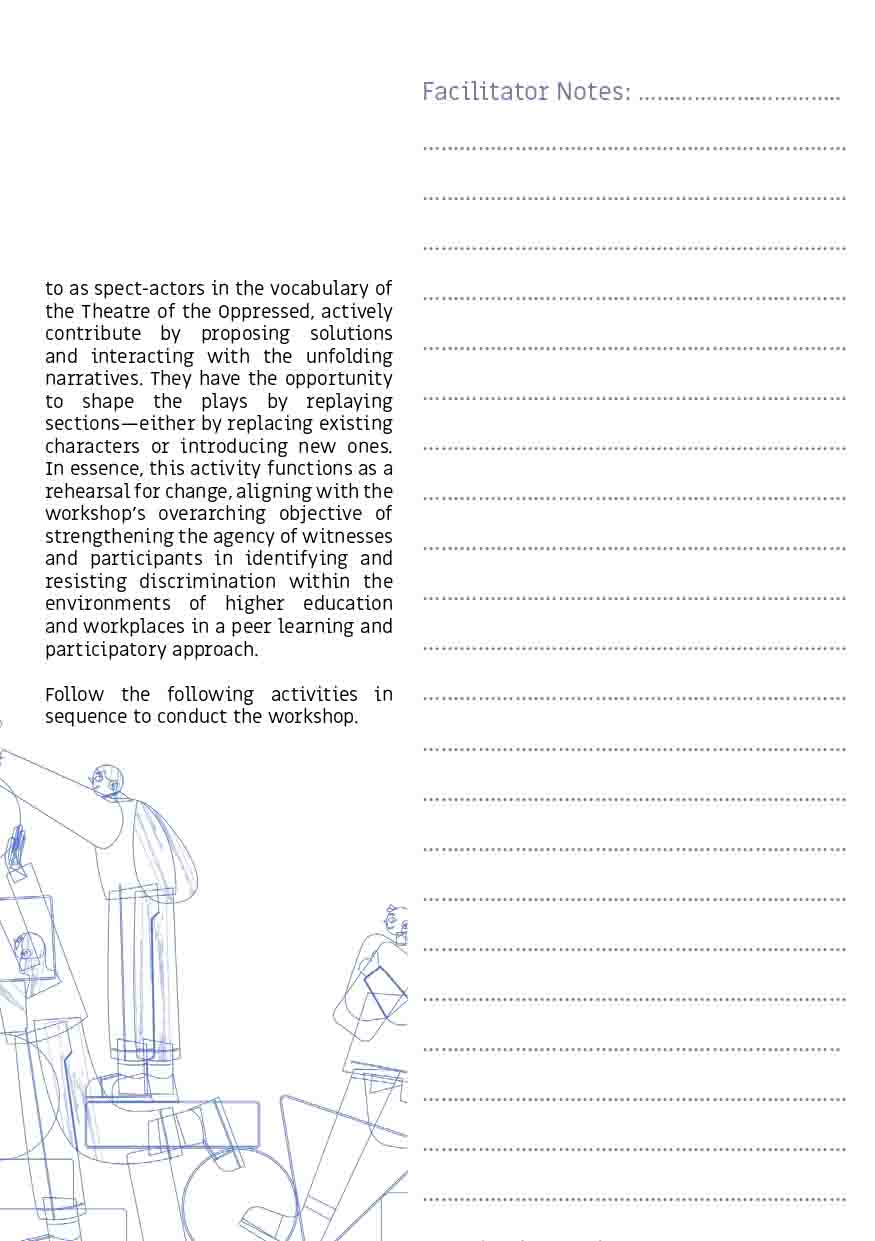 to as spect-actors in the vocabulary of
the Theatre of the Oppressed, actively
contribute by proposing solutions
and interacting with the unfolding
narratives. They have the opportunity
to shape the plays by replaying
sections—either by replacing existing
characters or introducing new ones.
In essence, this activity functions as a
rehearsal for change, aligning with the
workshop’s overarching objective of
strengthening the agency of witnesses
and participants in identifying and
resisting discrimination within the
environments of higher education
and workplaces in a peer learning and
participatory approach.

Follow the following activities in
sequence to conduct the workshop.

Facilitator Notes: .................................